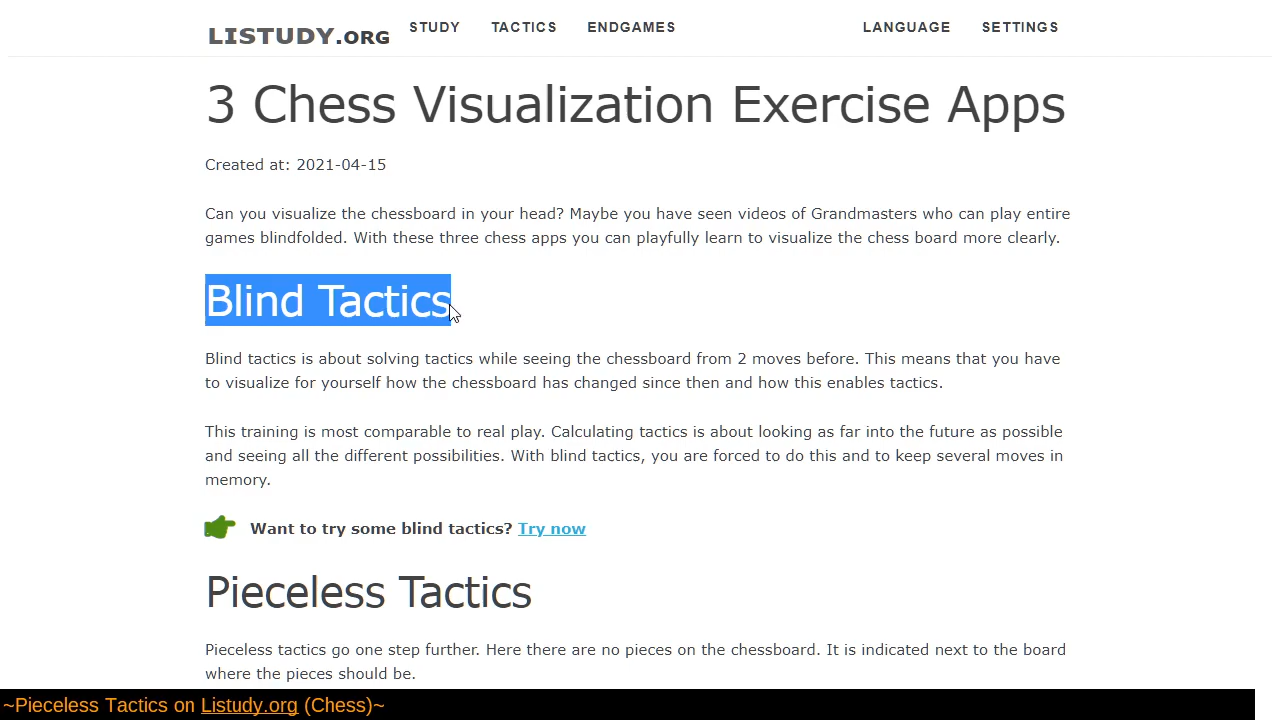 LISTUDY.ORG STUDY TACTICS ENDGAMES LANGUAGE SETTINGS
3 Chess Visualization Exercise Apps
Created at: 2021-04-15
Can you visualize the chessboard in your head? Maybe you have seen videos of Grandmasters who can play entire
games blindfolded. With these three chess apps you can playfully learn to visualize the chess board more clearly.
Blind Tactics
Blind tactics is about solving tactics while seeing the chessboard from 2 moves before. This means that you have
to visualize for yourself how the chessboard has changed since then and how this enables tactics.
This training is most comparable to real play. Calculating tactics is about looking as far into the future as possible
and seeing all the different possibilities. With blind tactics, you are forced to do this and to keep several moves in
memory.
Want to try some blind tactics? Try now
Pieceless Tactics
Pieceless tactics go one step further. Here there are no pieces on the chessboard. It is indicated next to the board
where the pieces should be.
~Pieceless Tactics on Listudy.org (Chess)~